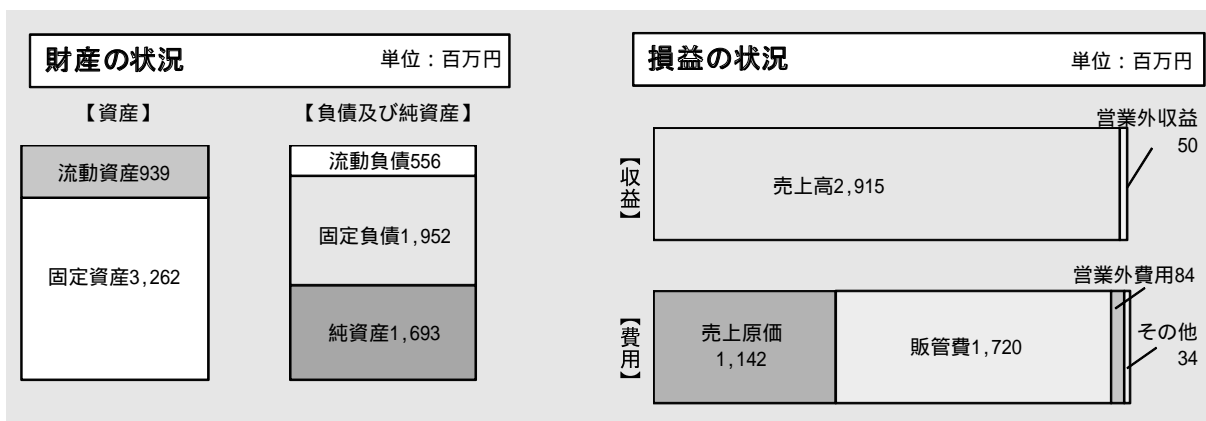 財産の状況
単位：百万円
【資産】
【負債及び純資産】
流動資産939
固定資産3,262
流動負債556
固定負債1,952
純資産1,693
損益の状況
単位：百万円
【収益】
売上高2,915
営業外収益
50
【費用】
売上原価
1,142
販管費1,720
営業外費用84
その他
34